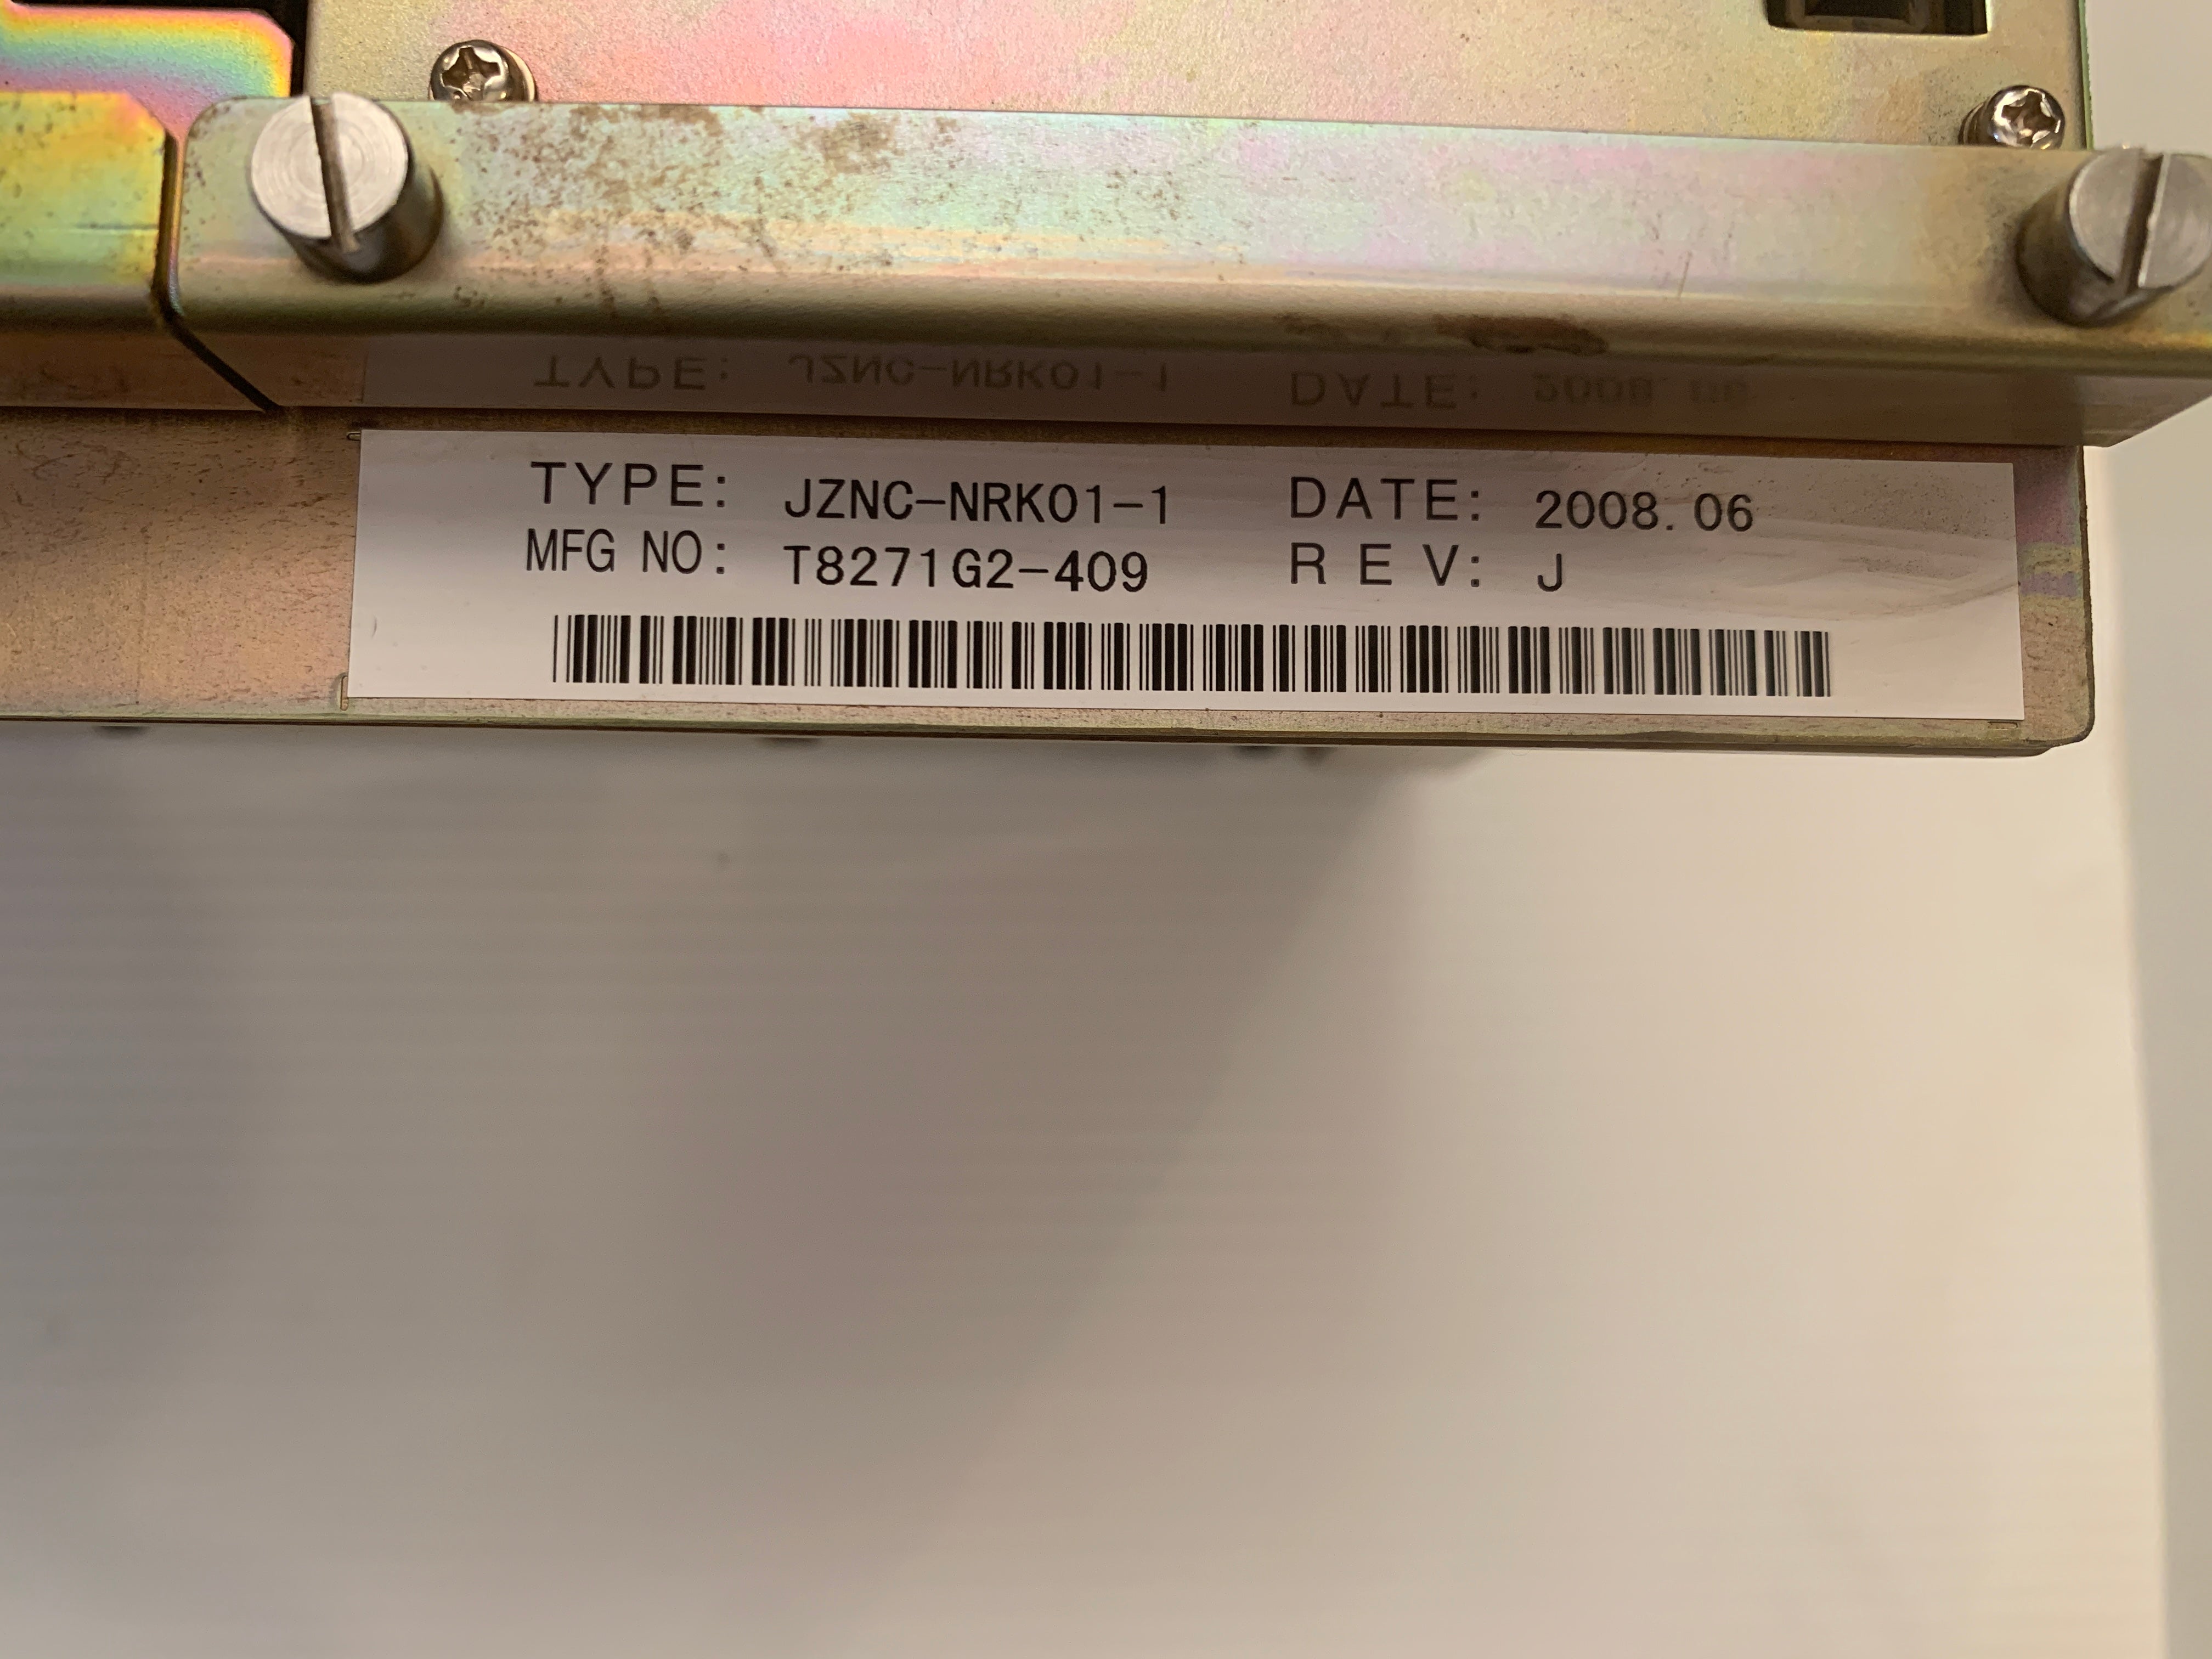 TYPE: JZNC-NRK01-1 DATE: 2008.06
MFG NO: T8271G2-409 REV: J